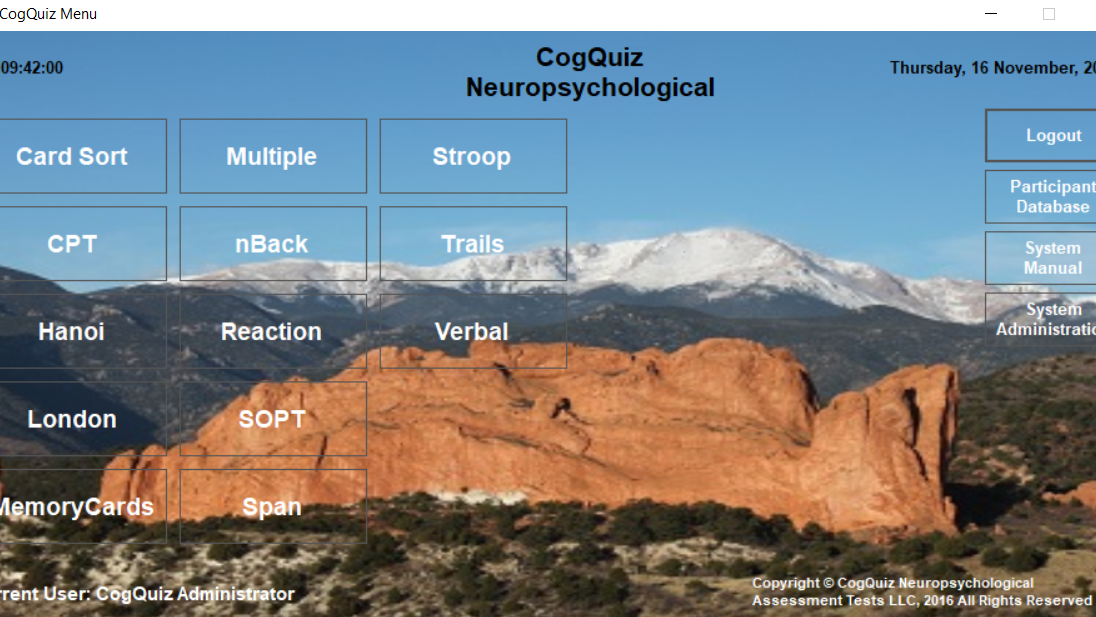 CogQuiz Menu
09:42:00
CogQuiz
Neuropsychological
Thursday, 16 November, 20
Card Sort
Multiple
Stroop
Logout
Participant
Database
CPT
nBack
Trails
System
Manual
Hanoi
Reaction
Verbal
System
Administratio
London
SOPT
MemoryCards
Span
rrent User: CogQuiz Administrator
Copyright © CogQuiz Neuropsychological
Assessment Tests LLC, 2016 All Rights Reserved